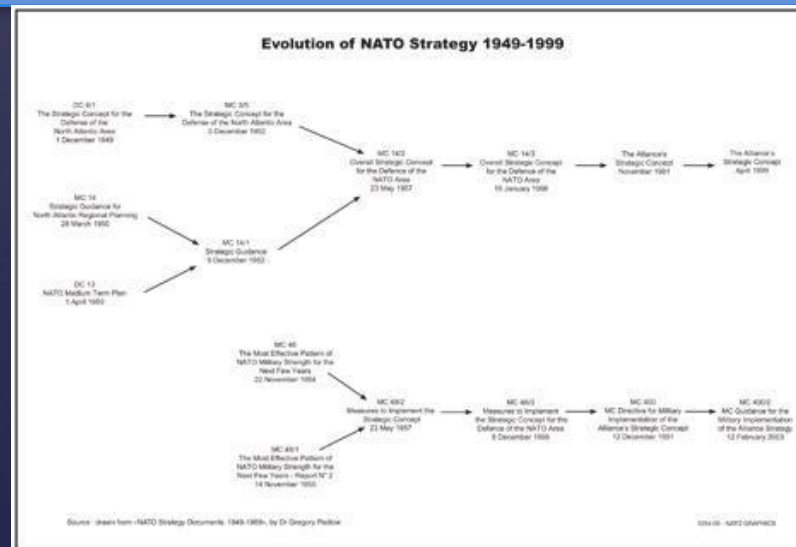 Evolution of NATO Strategy 1949-1999
DC 6/1
The Strategic Concept for the
Defense of the
North Atlantic Area
1 December 1949
MC 3/5
The Strategic Concept for the
Defense of the North Atlantic Area
3 December 1952
MC 14/2
Overall Strategic Concept
for the Defence of the
NATO Area
23 May 1957
MC 14/3
Overall Strategic Concept
for the Defence of the
NATO Area
16 January 1968
The Alliance's
Strategic Concept
November 1991
The Alliance's
Strategic Concept
April 1999
MC 14
Strategic Guidance for
North Atlantic Regional Planning
28 March 1950
MC 14/1
Strategic Guidance
9 December 1952
DC 13
NATO Medium Term Plan
1 April 1950
MC 48
The Most Effective Pattern of
NATO Military Strength for the
Next Few Years
22 November 1954
MC 48/2
Measures to Implement the
Strategic Concept
23 May 1957
MC 48/3
Measures to Implement
the Strategic Concept for the
Defence of the NATO Area
8 December 1969
MC 400
MC Directive for Military
Implementation of the
Alliance's Strategic Concept
12 December 1991
MC 400/2
MC Guidance for the
Military Implementation
of the Alliance Strategy
12 February 2003
MC 48/1
The Most Effective Pattern of
NATO Military Strength for the
Next Few Years - Report N° 2
14 November 1955
Source : drawn from «NATO Strategy Documents, 1949-1969», by Dr Gregory Pedlow
NATO GRAPHICS